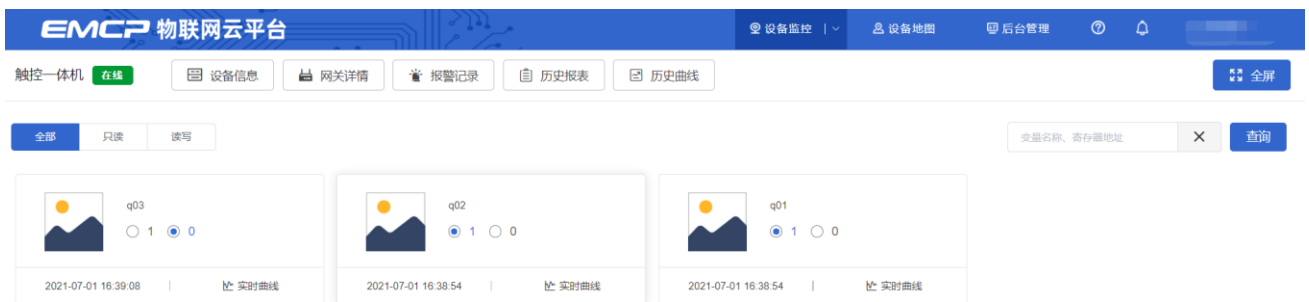 EMCP 物联网云平台 设备监控 设备地图 后台管理
触控一体机 在线 设备信息 网关详情 报警记录 历史报表 历史曲线 全屏
全部 只读 读写 变量名称、寄存器地址 查询
q03 q02 q01
1 0 1 0 1 0
2021-07-01 16:39:08 实时曲线 2021-07-01 16:38:54 实时曲线 2021-07-01 16:38:54 实时曲线